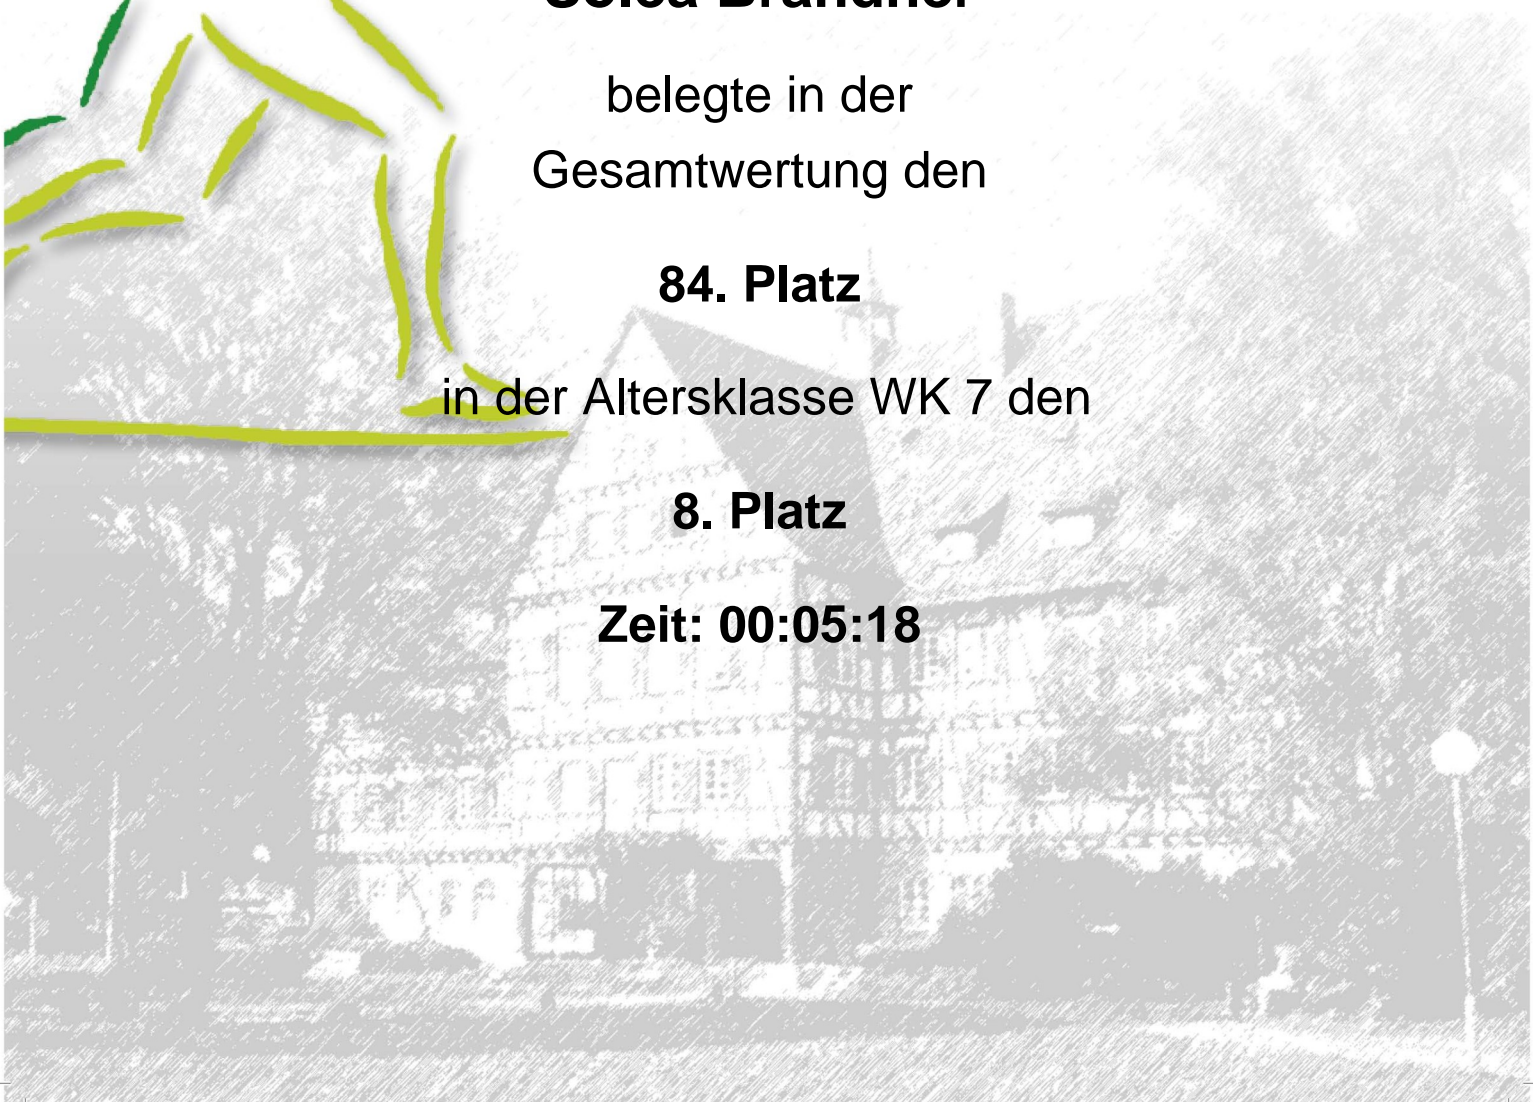 belegte in der
Gesamtwertung den
84. Platz
in der Altersklasse WK 7 den
8. Platz
Zeit: 00:05:18